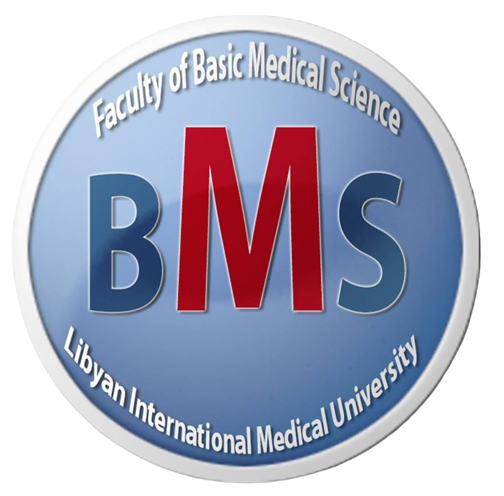 Faculty of Basic Medical Science
BMS
Libyan International Medical University